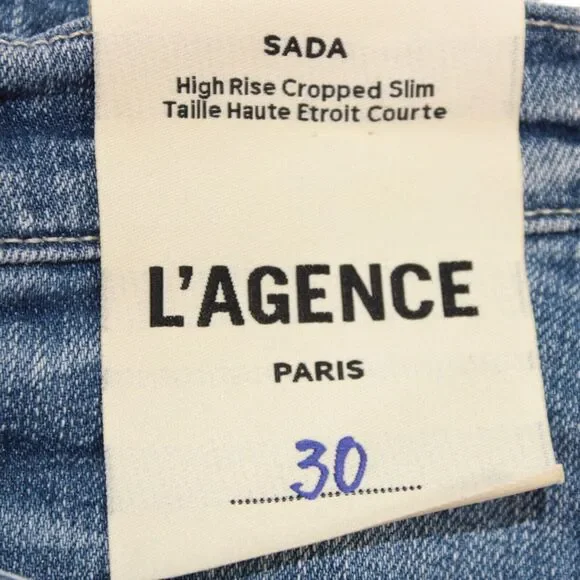 SADA
High Rise Cropped Slim
Taille Haute Etroit Courte
L'AGENCE
PARIS
30